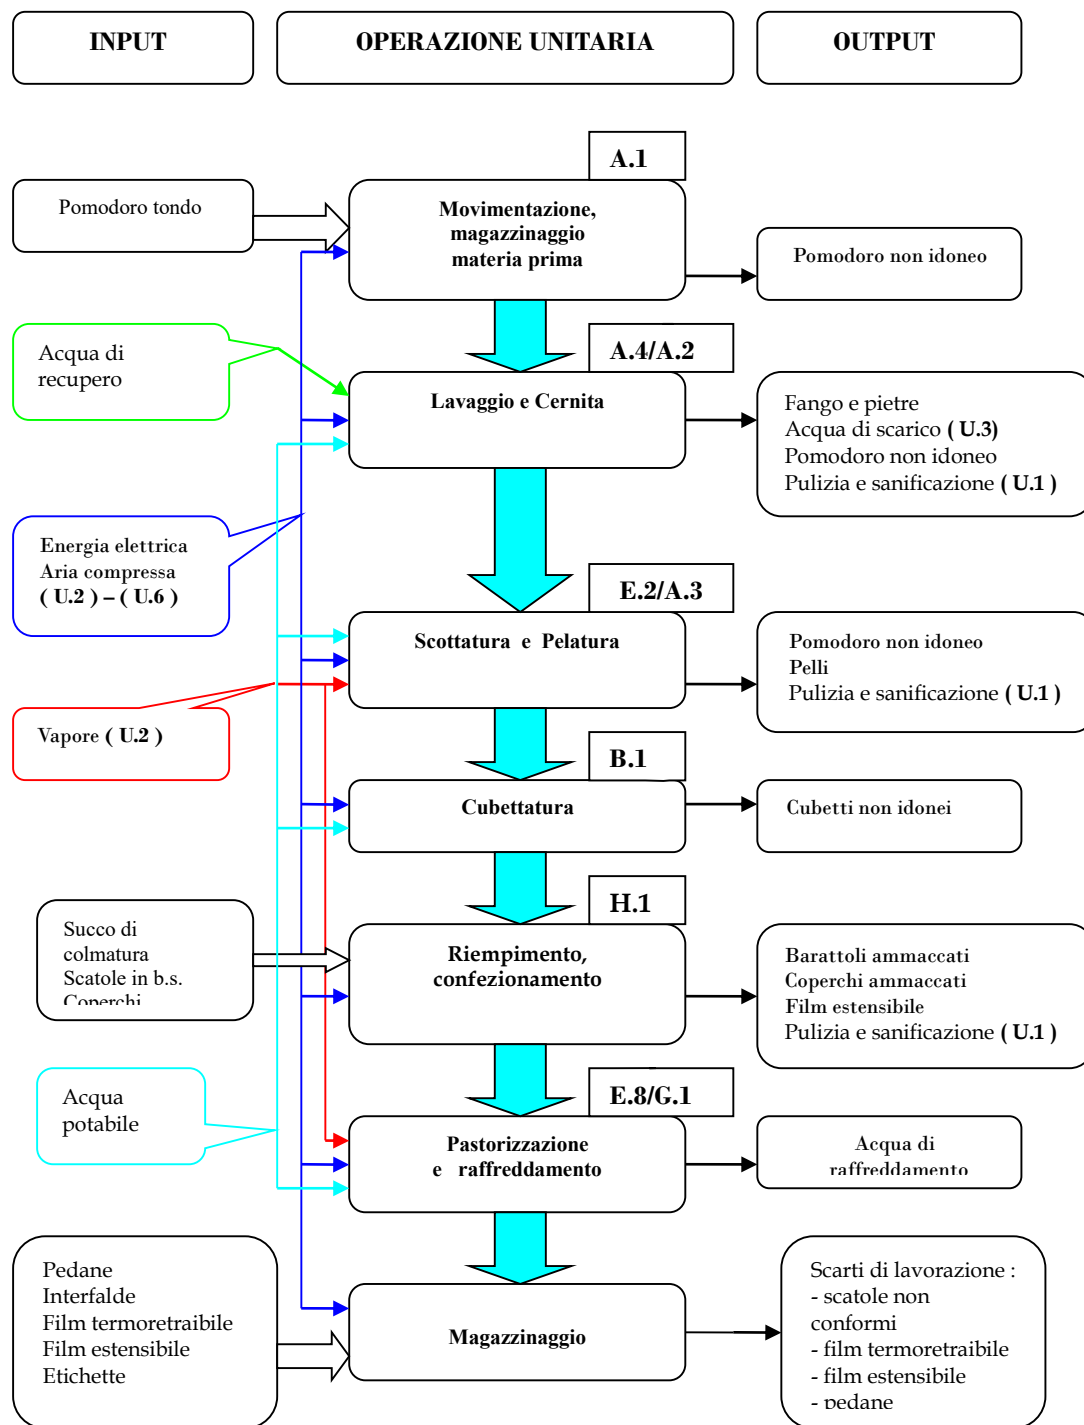 INPUT
OPERAZIONE UNITARIA
OUTPUT
A.1
Pomodoro tondo
Movimentazione,
magazzinaggio
materia prima
Pomodoro non idoneo
A.4/A.2
Acqua di
recupero
Lavaggio e Cernita
Fango e pietre
Acqua di scarico ( U.3)
Pomodoro non idoneo
Pulizia e sanificazione ( U.1 )
Energia elettrica
Aria compressa
( U.2 ) – ( U.6 )
E.2/A.3
Scottatura e Pelatura
Pomodoro non idoneo
Pelli
Pulizia e sanificazione ( U.1 )
Vapore ( U.2 )
B.1
Cubettatura
Cubetti non idonei
H.1
Succo di
colmatura
Scatole in b.s.
Coperchi
Riempimento,
confezionamento
Barattoli ammaccati
Coperchi ammaccati
Film estensibile
Pulizia e sanificazione ( U.1 )
E.8/G.1
Acqua
potabile
Pastorizzazione
e raffreddamento
Acqua di
raffreddamento
Pedane
Interfalde
Film termoretraibile
Film estensibile
Etichette
Magazzinaggio
Scarti di lavorazione :
- scatole non
conformi
- film termoretraibile
- film estensibile
- pedane